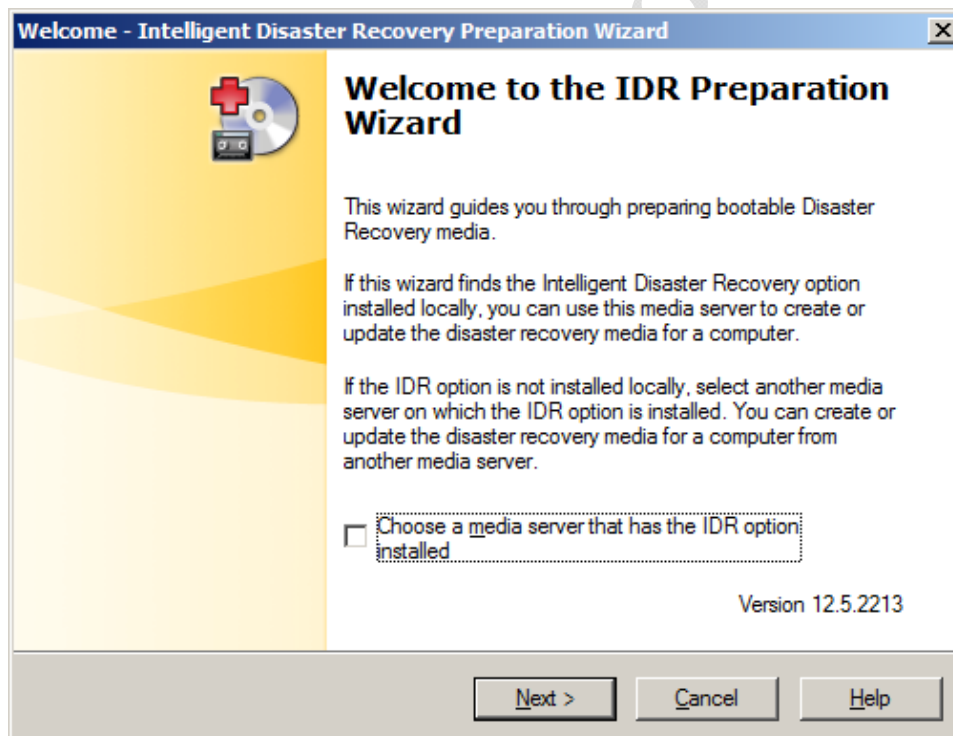 Welcome - Intelligent Disaster Recovery Preparation Wizard
Welcome to the IDR Preparation
Wizard
This wizard guides you through preparing bootable Disaster
Recovery media.
If this wizard finds the Intelligent Disaster Recovery option
installed locally, you can use this media server to create or
update the disaster recovery media for a computer.
If the IDR option is not installed locally, select another media
server on which the IDR option is installed. You can create or
update the disaster recovery media for a computer from
another media server.
Choose a media server that has the IDR option
installed
Version 12.5.2213
Next >
Cancel
Help